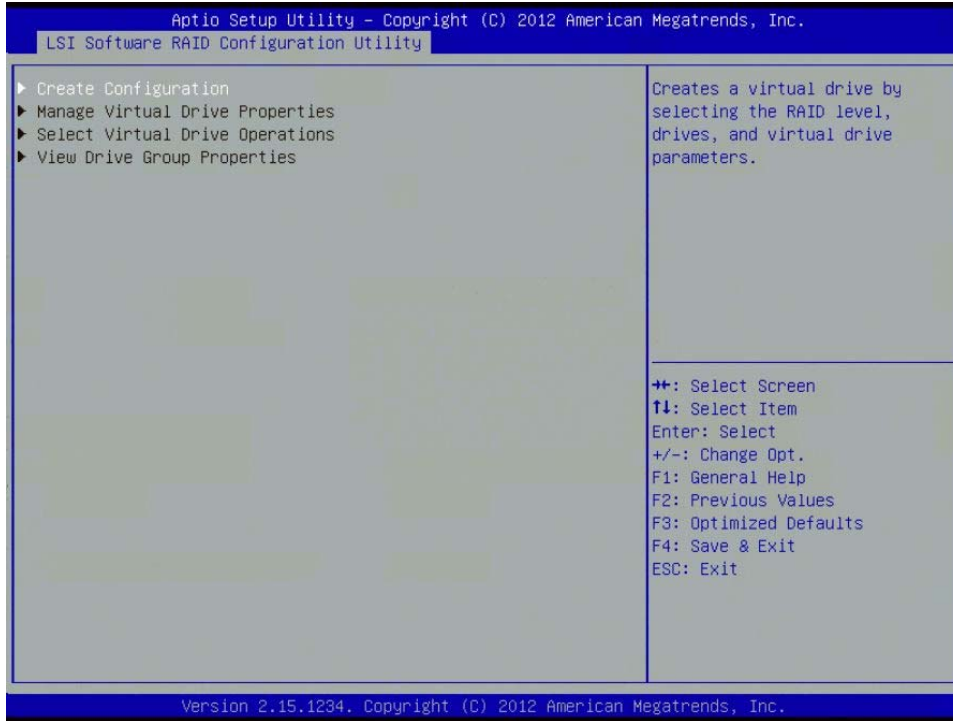 Aptio Setup Utility – Copyright (C) 2012 American Megatrends, Inc.
LSI Software RAID Configuration Utility
▶ Create Configuration
▶ Manage Virtual Drive Properties
▶ Select Virtual Drive Operations
▶ View Drive Group Properties
Creates a virtual drive by
selecting the RAID level,
drives, and virtual drive
parameters.
→←: Select Screen
↑↓: Select Item
Enter: Select
+/-: Change Opt.
F1: General Help
F2: Previous Values
F3: Optimized Defaults
F4: Save & Exit
ESC: Exit
Version 2.15.1234. Copyright (C) 2012 American Megatrends, Inc.